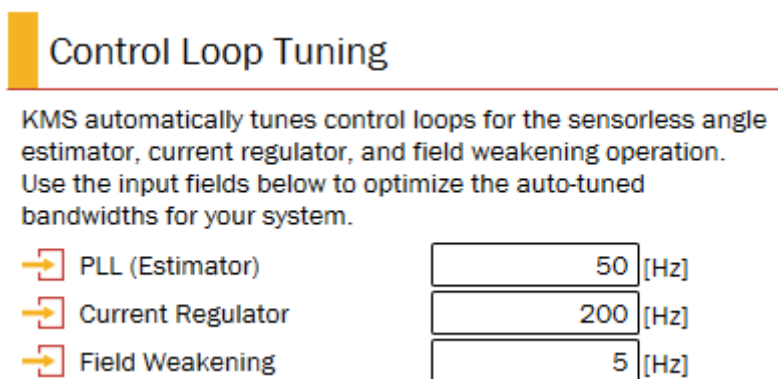 Control Loop Tuning
KMS automatically tunes control loops for the sensorless angle
estimator, current regulator, and field weakening operation.
Use the input fields below to optimize the auto-tuned
bandwidths for your system.
PLL (Estimator) 50 [Hz]
Current Regulator 200 [Hz]
Field Weakening 5 [Hz]